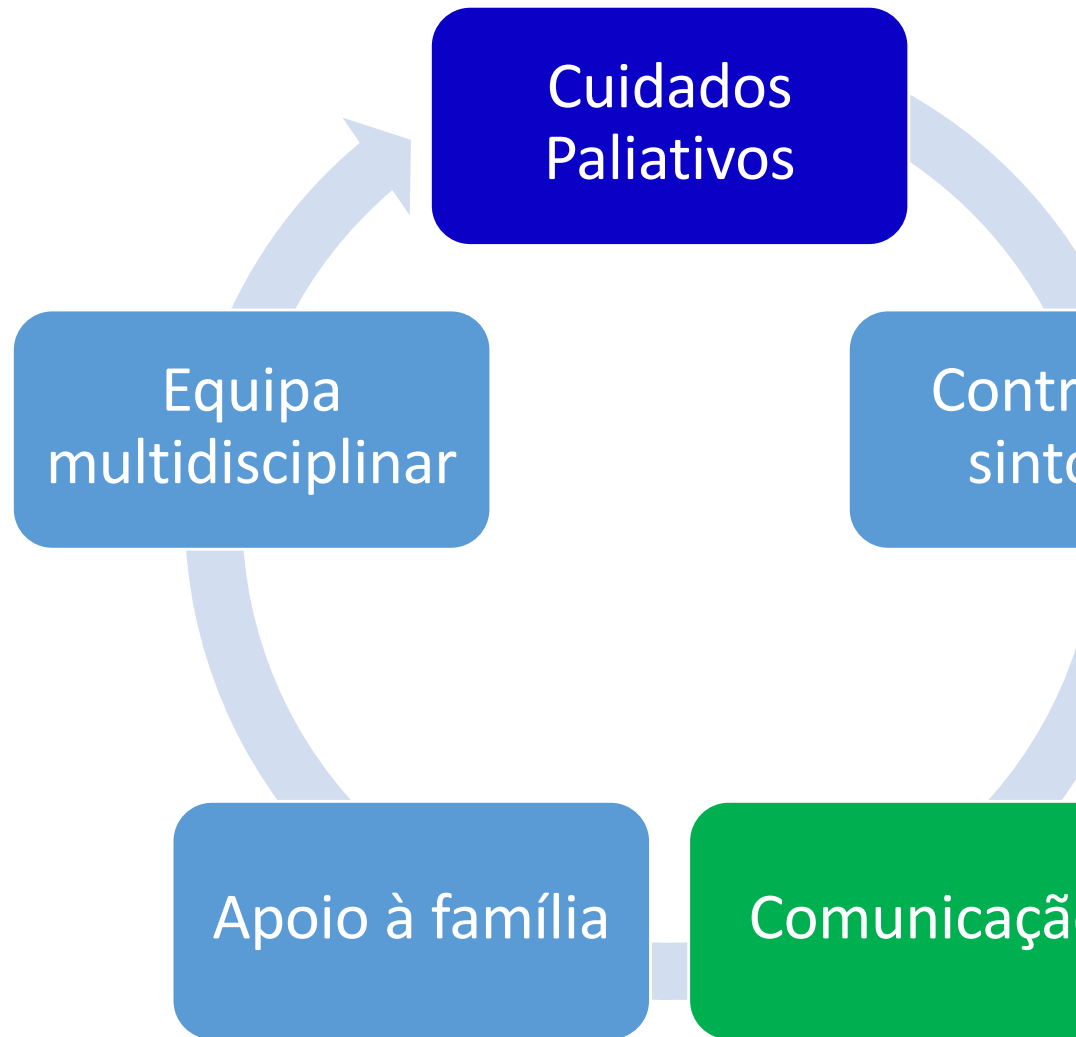 Cuidados
Paliativos
Equipa
multidisciplinar
Apoio à família